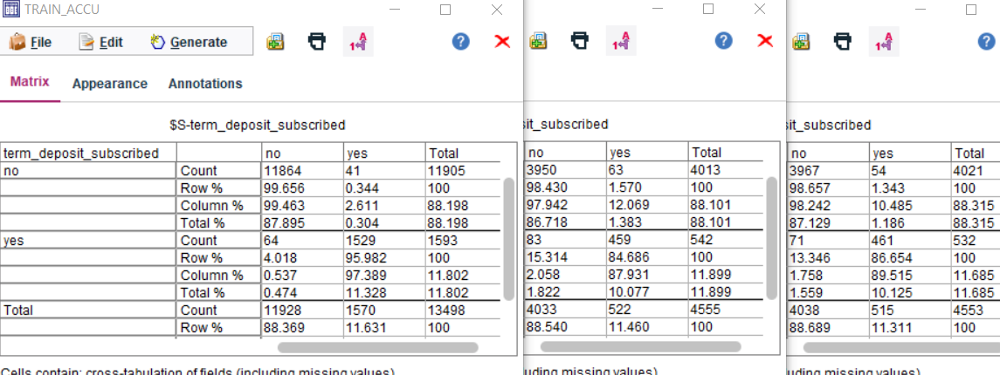 TRAIN_ACCU
File Edit Generate
Matrix Appearance Annotations
$S-term_deposit_subscribed sit_subscribed sit_subscribed
term_deposit_subscribed no yes Total no yes Total no yes Total
no Count 11864 41 11905 3950 63 4013 3967 54 4021
Row % 99.656 0.344 100 98.430 1.570 100 98.657 1.343 100
Column % 99.463 2.611 88.198 97.942 12.069 88.101 98.242 10.485 88.315
Total % 87.895 0.304 88.198 86.718 1.383 88.101 87.129 1.186 88.315
yes Count 64 1529 1593 83 459 542 71 461 532
Row % 4.018 95.982 100 15.314 84.686 100 13.346 86.654 100
Column % 0.537 97.389 11.802 2.058 87.931 11.899 1.758 89.515 11.685
Total % 0.474 11.328 11.802 1.822 10.077 11.899 1.559 10.125 11.685
Total Count 11928 1570 13498 4033 522 4555 4038 515 4553
Row % 88.369 11.631 100 88.540 11.460 100 88.689 11.311 100
Cells contain: cross-tabulation of fields (including missing values) uding missing values) uding missing values)